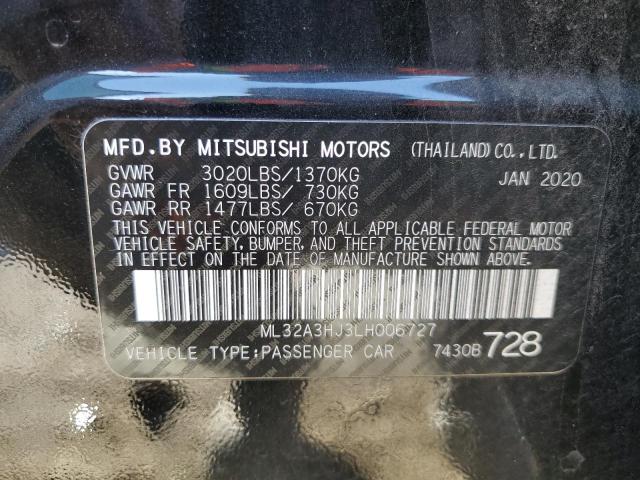 MFD.BY MITSUBISHI MOTORS (THAILAND)CO.,LTD.
GVWR 3020LBS/1370KG JAN 2020
GAWR FR 1609LBS/ 730KG
GAWR RR 1477LBS/ 670KG
THIS VEHICLE CONFORMS TO ALL APPLICABLE FEDERAL MOTOR
VEHICLE SAFETY, BUMPER, AND THEFT PREVENTION STANDARDS
IN EFFECT ON THE DATE OF MANUFACTURE SHOWN ABOVE.
ML32A3HJ3LH006727
VEHICLE TYPE:PASSENGER CAR 7430B 728